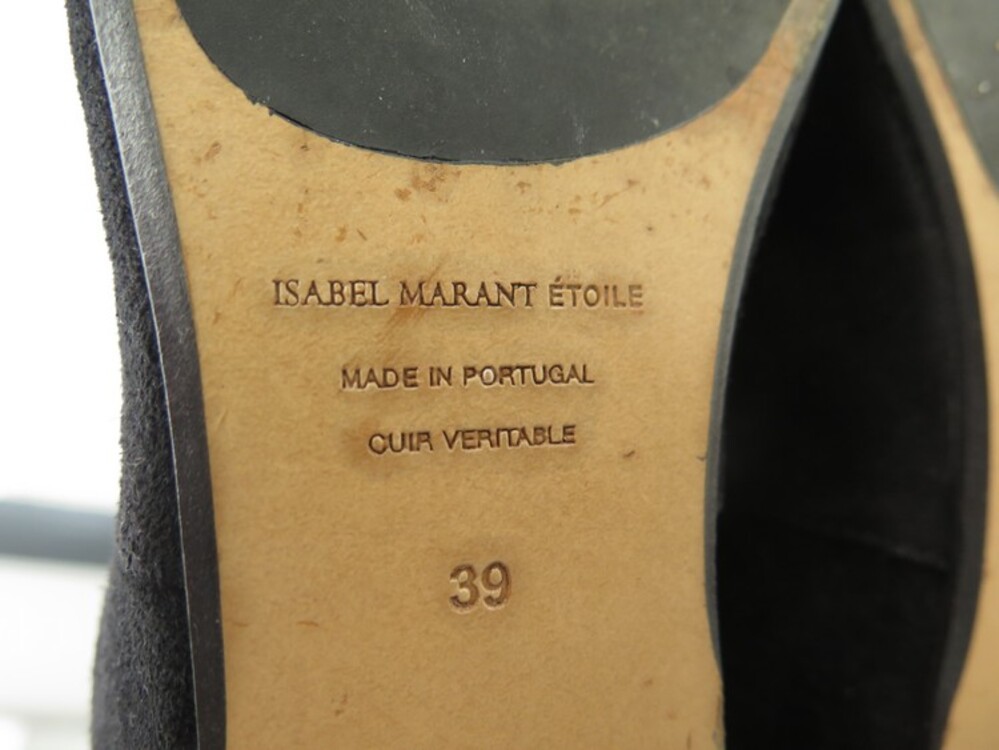 ISABEL MARANT ÉTOILE
MADE IN PORTUGAL
CUIR VERITABLE
39